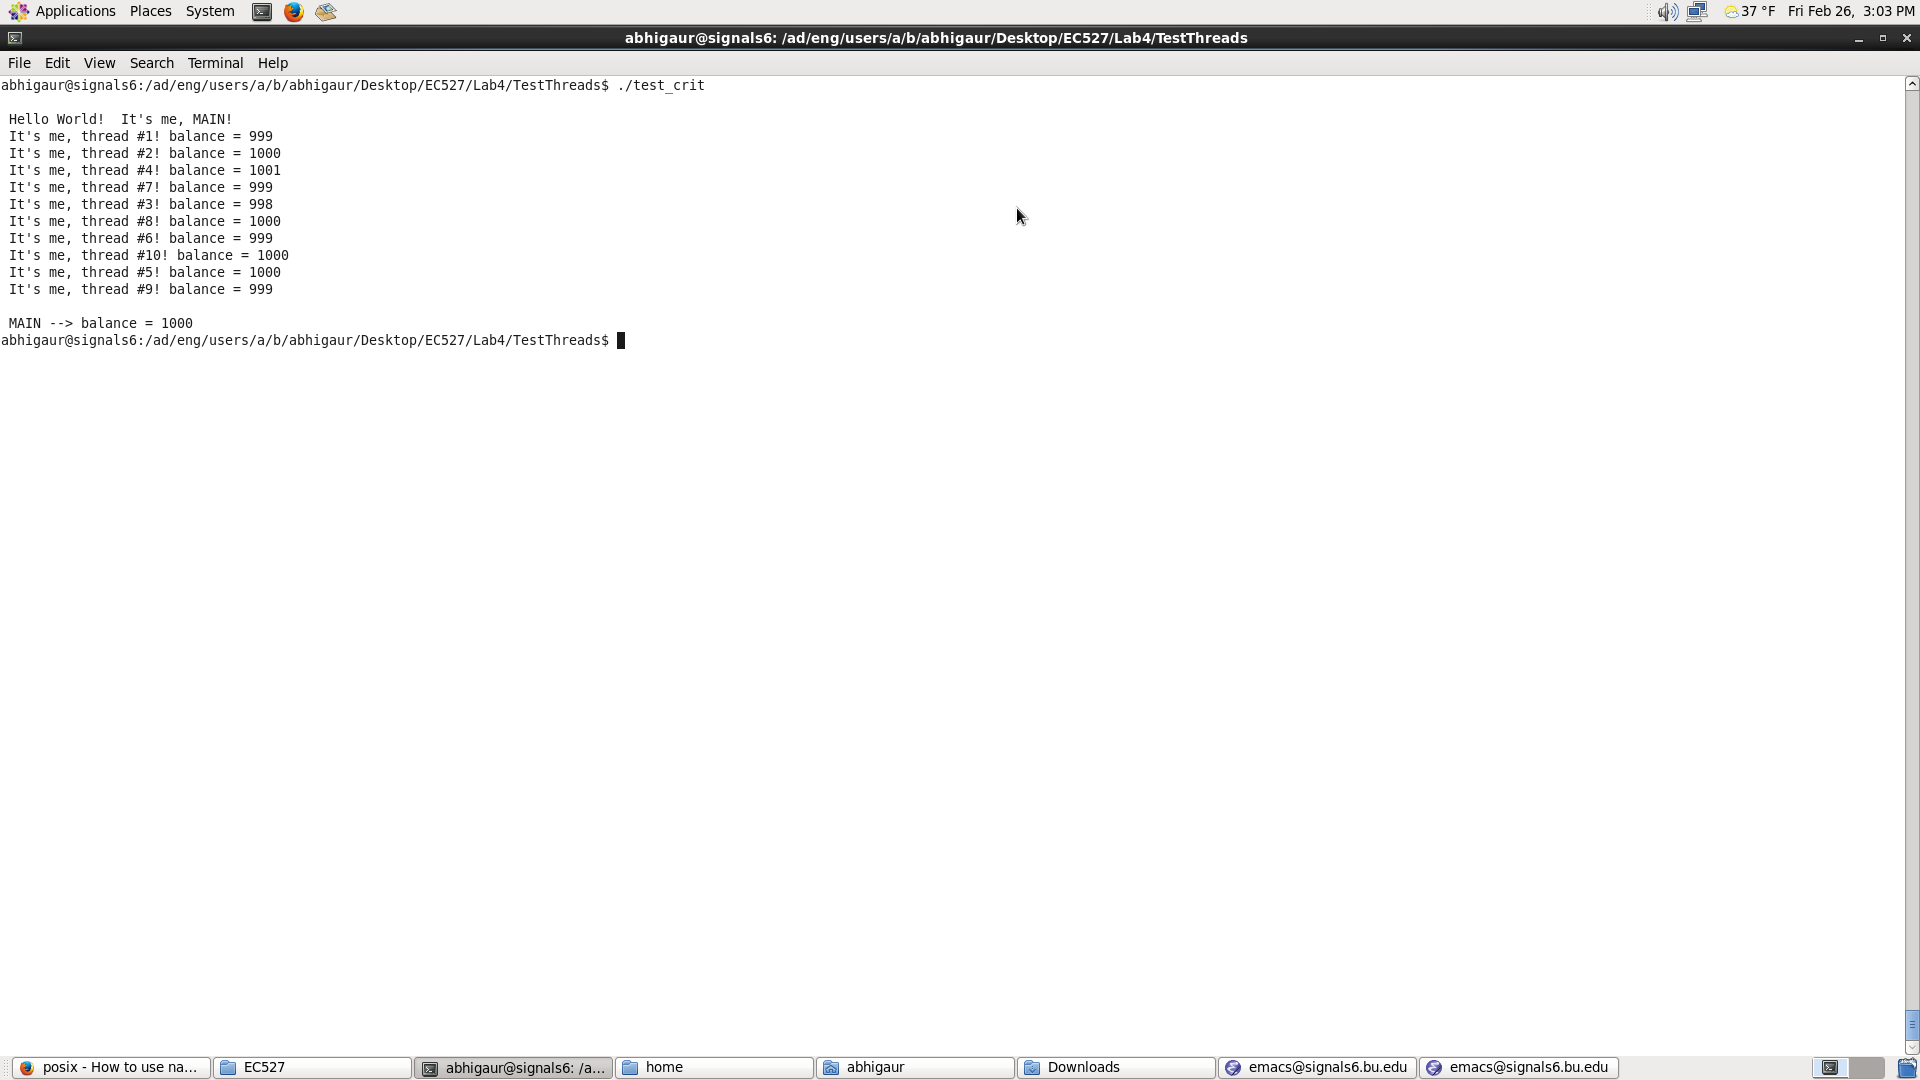 Applications Places System 37 °F Fri Feb 26, 3:03 PM
abhigaur@signals6: /ad/eng/users/a/b/abhigaur/Desktop/EC527/Lab4/TestThreads
File Edit View Search Terminal Help
abhigaur@signals6:/ad/eng/users/a/b/abhigaur/Desktop/EC527/Lab4/TestThreads$ ./test_crit
Hello World!  It's me, MAIN!
It's me, thread #1! balance = 999
It's me, thread #2! balance = 1000
It's me, thread #4! balance = 1001
It's me, thread #7! balance = 999
It's me, thread #3! balance = 998
It's me, thread #8! balance = 1000
It's me, thread #6! balance = 999
It's me, thread #10! balance = 1000
It's me, thread #5! balance = 1000
It's me, thread #9! balance = 999
MAIN --> balance = 1000
abhigaur@signals6:/ad/eng/users/a/b/abhigaur/Desktop/EC527/Lab4/TestThreads$
posix - How to use na... EC527 abhigaur@signals6: /a... home abhigaur Downloads emacs@signals6.bu.edu emacs@signals6.bu.edu